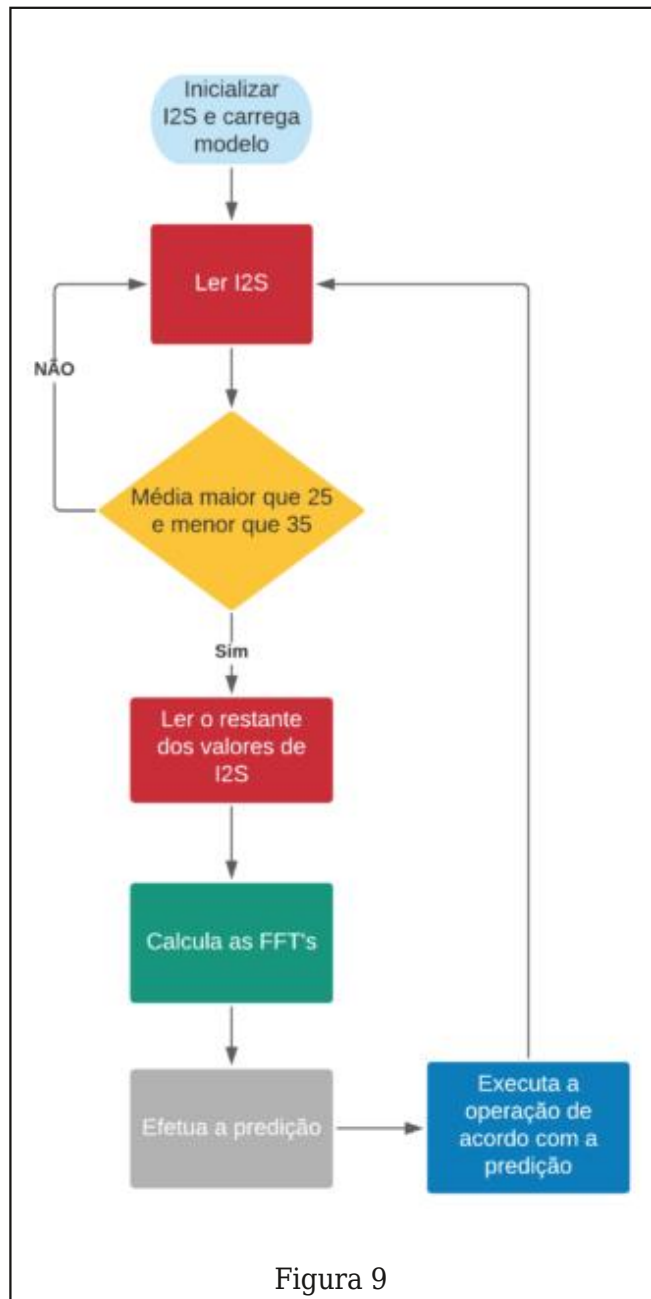 Inicializar
I2S e carrega
modelo
Ler I2S
NÃO
Média maior que 25
e menor que 35
Sim
Ler o restante
dos valores de
I2S
Calcula as FFT's
Efetua a predição
Executa a
operação de
acordo com a
predição
Figura 9